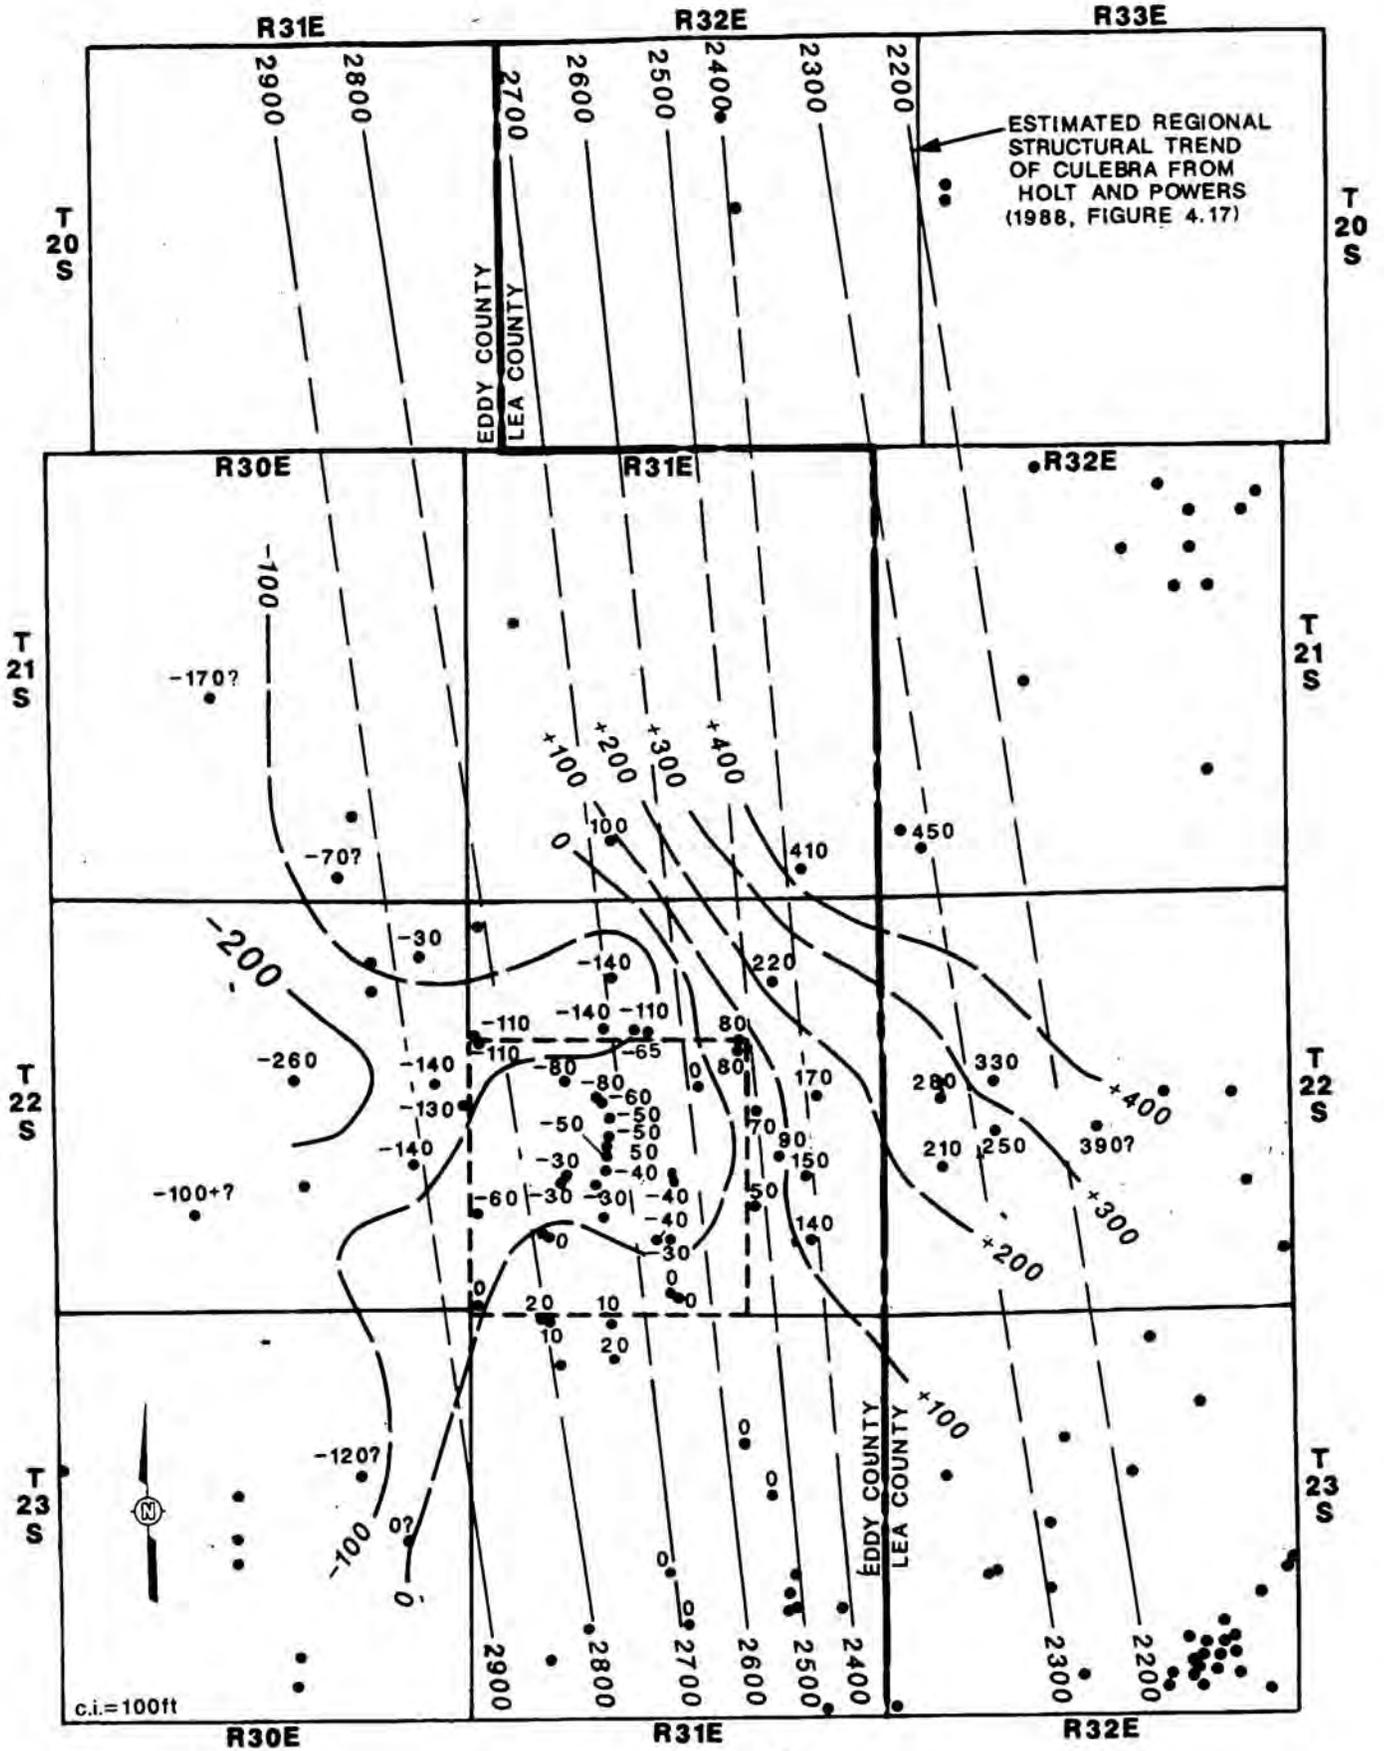 R31E
R32E
R33E
2900
2800
2700
2600
2500
2400
2300
2200
ESTIMATED REGIONAL
STRUCTURAL TREND
OF CULEBRA FROM
HOLT AND POWERS
(1988, FIGURE 4.17)
T
20
S
T
20
S
EDDY COUNTY
LEA COUNTY
R30E
R31E
R32E
-100
T
21
S
T
21
S
-170?
+100
+200
+300
+400
0
100
450
410
-70?
-200
-30
-140
220
-110
-140
-110
80
-110
-65
80
-260
-140
-80
-80
0
170
280
330
+400
T
22
S
T
22
S
-130
-60
-50
-50
-50
50
70
90
210
250
390?
-140
-30
-40
150
-100+?
-60
-30
-30
-40
50
+300
0
-40
-30
140
+200
0
0
0
20
10
10
20
+100
0
EDDY COUNTY
LEA COUNTY
-120?
0
T
23
S
T
23
S
N
0?
-100
0
0
0
2900
2800
2700
2600
2500
2400
2300
2200
c.i.=100ft
R30E
R31E
R32E